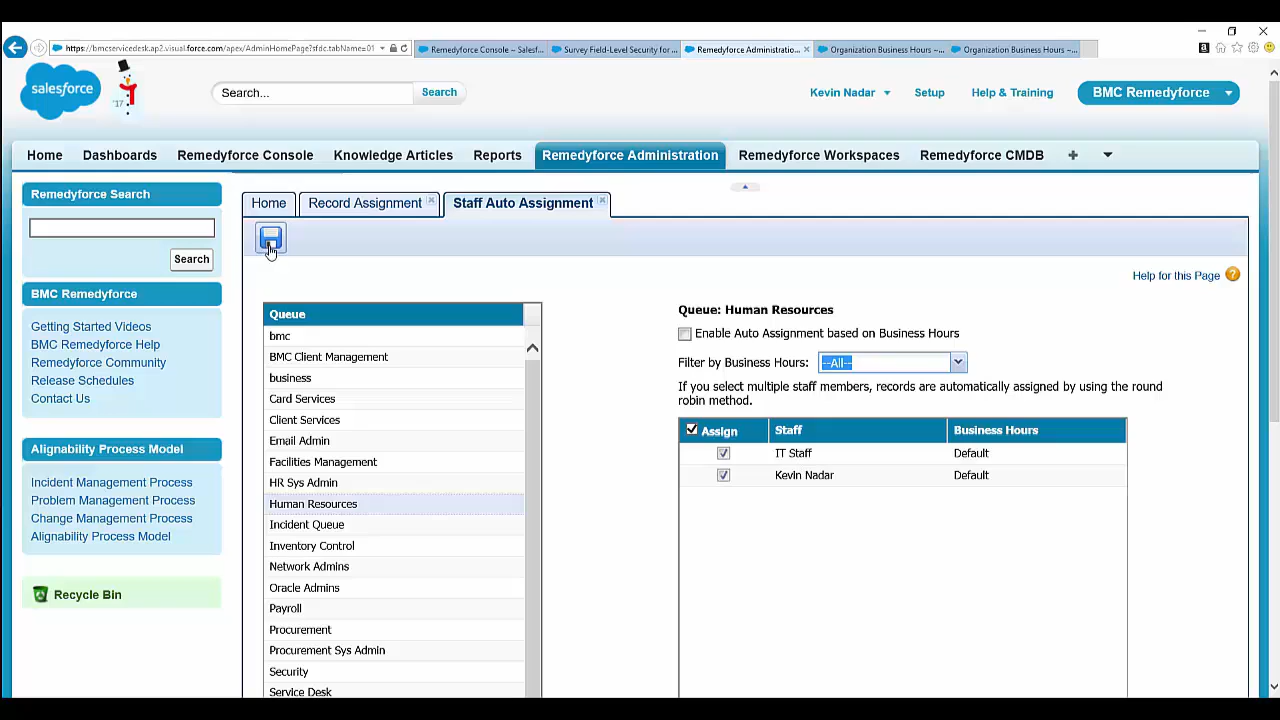 https://bmcservicedesk.ap2.visual.force.com/apex/AdminHomePage?sfdc.tabName=01
Remedyforce Console ~ Salesf...
Survey Field-Level Security for ...
Remedyforce Administratio...
Organization Business Hours ~...
Organization Business Hours ~...
salesforce
'17
Search...
Search
Kevin Nadar
Setup
Help & Training
BMC Remedyforce
Home
Dashboards
Remedyforce Console
Knowledge Articles
Reports
Remedyforce Administration
Remedyforce Workspaces
Remedyforce CMDB
Remedyforce Search
Search
BMC Remedyforce
Getting Started Videos
BMC Remedyforce Help
Remedyforce Community
Release Schedules
Contact Us
Alignability Process Model
Incident Management Process
Problem Management Process
Change Management Process
Alignability Process Model
Recycle Bin
Home
Record Assignment
Staff Auto Assignment
Help for this Page
Queue
bmc
BMC Client Management
business
Card Services
Client Services
Email Admin
Facilities Management
HR Sys Admin
Human Resources
Incident Queue
Inventory Control
Network Admins
Oracle Admins
Payroll
Procurement
Procurement Sys Admin
Security
Service Desk
Queue: Human Resources
Enable Auto Assignment based on Business Hours
Filter by Business Hours: --All--
If you select multiple staff members, records are automatically assigned by using the round
robin method.
Assign Staff Business Hours
IT Staff Default
Kevin Nadar Default